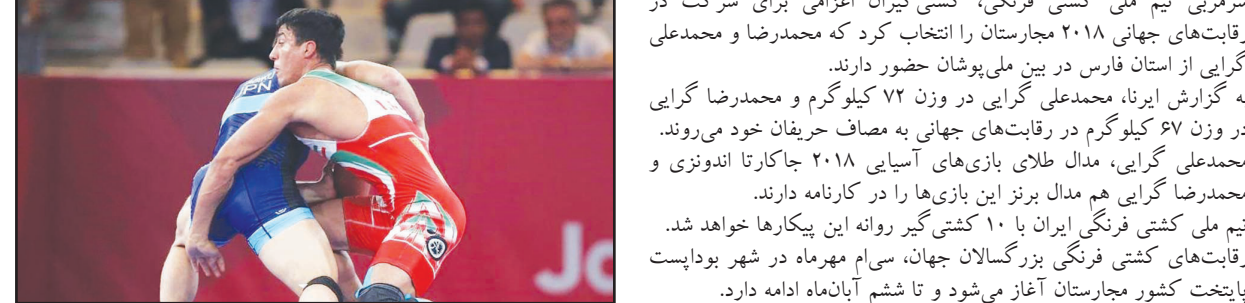 سرمربی تیم ملی کشتی فرنگی، کشتی‌گیران اعزامی برای شرکت در
رقابت‌های جهانی ۲۰۱۸ مجارستان را انتخاب کرد که محمدرضا و محمدعلی
گرایی از استان فارس در بین ملی‌پوشان حضور دارند.
به گزارش ایرنا، محمدعلی گرایی در وزن ۷۲ کیلوگرم و محمدرضا گرایی
در وزن ۶۷ کیلوگرم در رقابت‌های جهانی به مصاف حریفان خود می‌روند.
محمدعلی گرایی، مدال طلای بازی‌های آسیایی ۲۰۱۸ جاکارتا اندونزی و
محمدرضا گرایی هم مدال برنز این بازی‌ها را در کارنامه دارند.
تیم ملی کشتی فرنگی ایران با ۱۰ کشتی‌گیر روانه این پیکارها خواهد شد.
رقابت‌های کشتی فرنگی بزرگسالان جهان، سی‌ام مهرماه در شهر بوداپست
پایتخت کشور مجارستان آغاز می‌شود و تا ششم آبان‌ماه ادامه دارد.
JPN
Ja